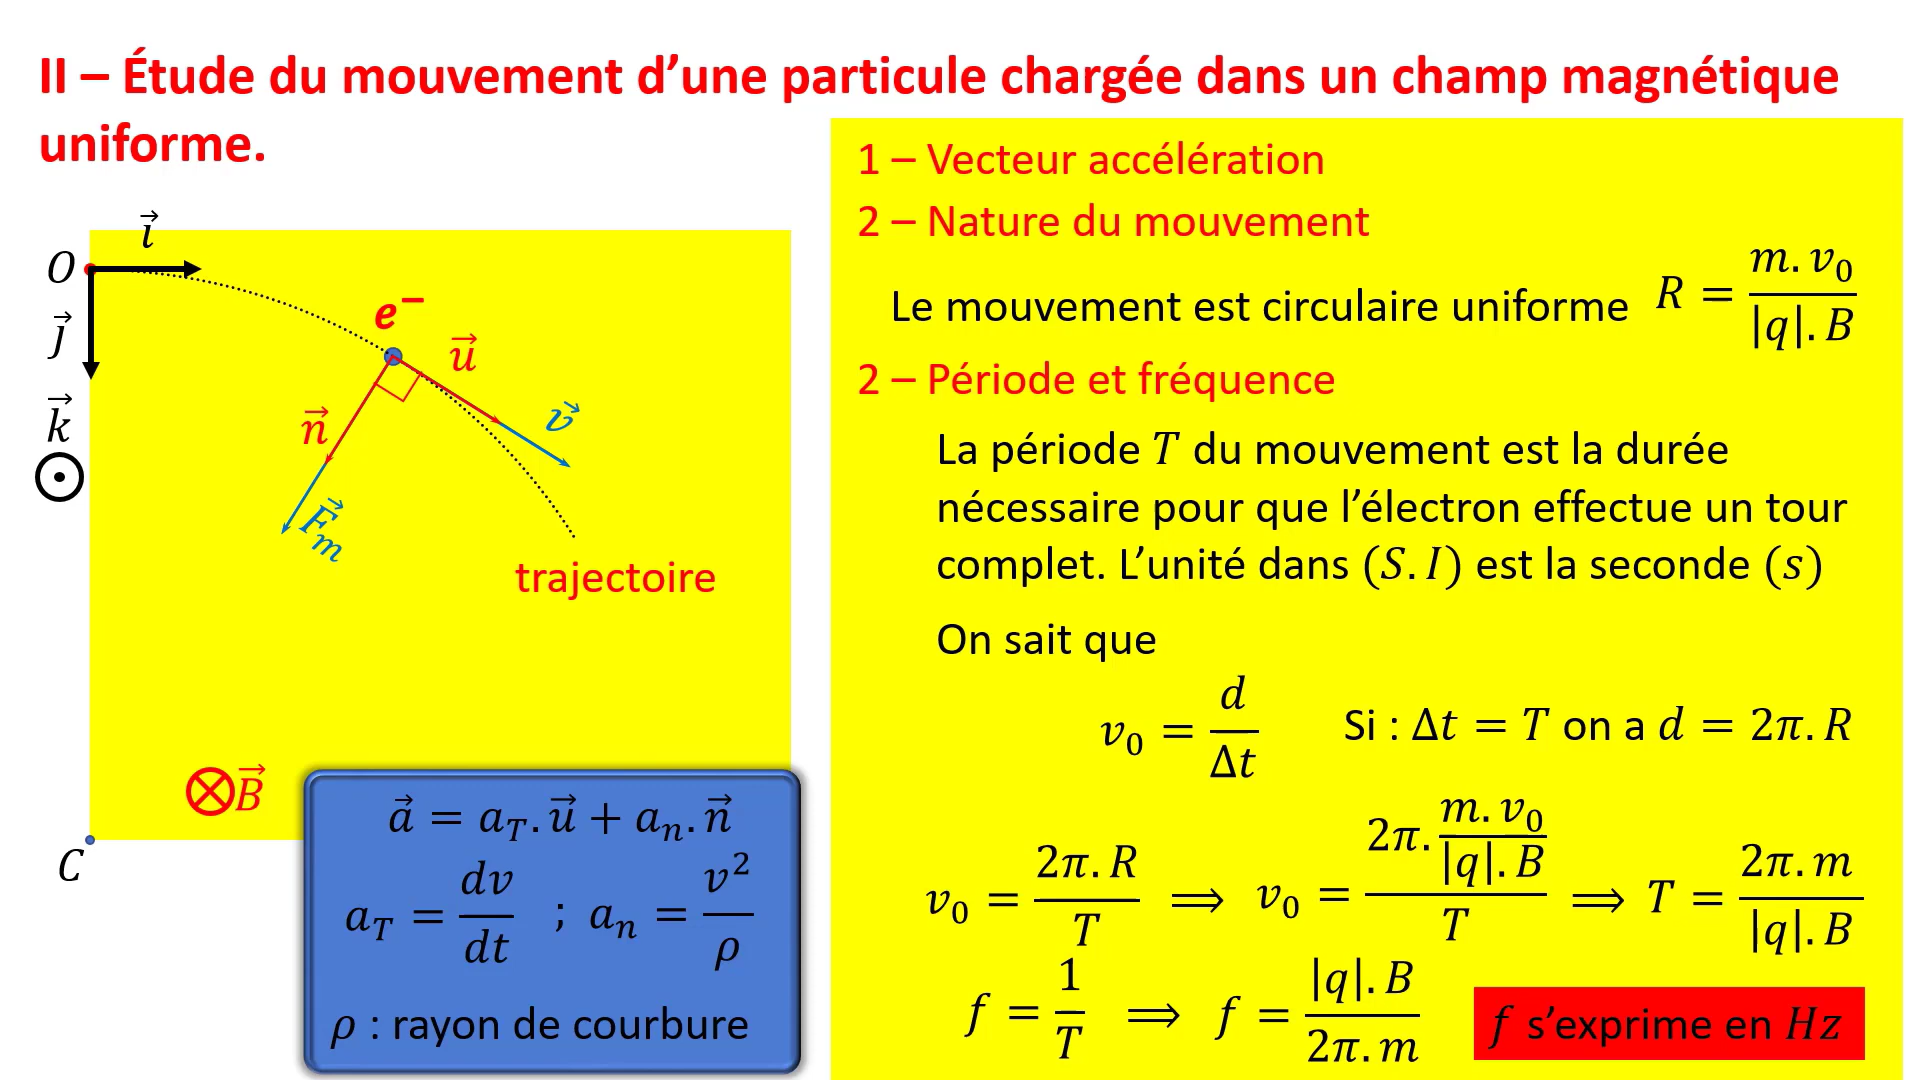 II – Étude du mouvement d’une particule chargée dans un champ magnétique
uniforme.
O
i⃗
j⃗
k⃗
e⁻
u⃗
v⃗
n⃗
F⃗ₘ
trajectoire
B⃗
C
a⃗ = a_T. u⃗ + aₙ. n⃗
a_T = dv/dt ; aₙ = v²/ρ
ρ : rayon de courbure
1 – Vecteur accélération
2 – Nature du mouvement
Le mouvement est circulaire uniforme R = m. v₀/|q|. B
2 – Période et fréquence
La période T du mouvement est la durée
nécessaire pour que l’électron effectue un tour
complet. L’unité dans (S. I) est la seconde (s)
On sait que
v₀ = d/Δt Si : Δt = T on a d = 2π. R
v₀ = 2π. R/T ⟹ v₀ = 2π. (m. v₀/|q|. B)/T ⟹ T = 2π. m/|q|. B
f = 1/T ⟹ f = |q|. B/2π. m
f s’exprime en Hz